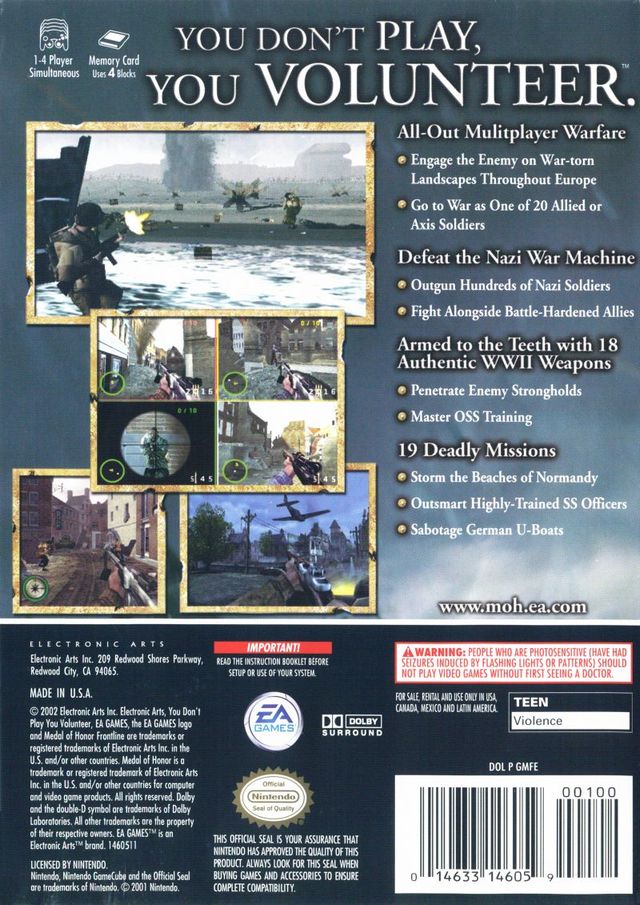 1-4 Player
Simultaneous
Memory Card
Uses 4 Blocks
YOU DON'T PLAY,
YOU VOLUNTEER.™
All-Out Mulitplayer Warfare
Engage the Enemy on War-torn
Landscapes Throughout Europe
Go to War as One of 20 Allied or
Axis Soldiers
Defeat the Nazi War Machine
Outgun Hundreds of Nazi Soldiers
Fight Alongside Battle-Hardened Allies
Armed to the Teeth with 18
Authentic WWII Weapons
Penetrate Enemy Strongholds
Master OSS Training
19 Deadly Missions
Storm the Beaches of Normandy
Outsmart Highly-Trained SS Officers
Sabotage German U-Boats
www.moh.ea.com
0/10
5 45
5 45
ELECTRONIC ARTS
Electronic Arts Inc. 209 Redwood Shores Parkway,
Redwood City, CA 94065.
MADE IN U.S.A.
© 2002 Electronic Arts Inc. Electronic Arts, You Don't
Play You Volunteer, EA GAMES, the EA GAMES logo
and Medal of Honor Frontline are trademarks or
registered trademarks of Electronic Arts Inc. in the
U.S. and/or other countries. Medal of Honor is a
trademark or registered trademark of Electronic Arts
Inc. in the U.S. and/or other countries for computer
and video game products. All rights reserved. Dolby
and the double-D symbol are trademarks of Dolby
Laboratories. All other trademarks are the property
of their respective owners. EA GAMES™ is an
Electronic Arts™ brand. 1460511
LICENSED BY NINTENDO.
Nintendo, Nintendo GameCube and the Official Seal
are trademarks of Nintendo. © 2001 Nintendo.
IMPORTANT!
READ THE INSTRUCTION BOOKLET BEFORE
SETUP OR USE OF YOUR SYSTEM.
EA
GAMES
DOLBY
SURROUND
Official
Nintendo
Seal of Quality
THIS OFFICIAL SEAL IS YOUR ASSURANCE THAT
NINTENDO HAS APPROVED THE QUALITY OF THIS
PRODUCT. ALWAYS LOOK FOR THIS SEAL WHEN
BUYING GAMES AND ACCESSORIES TO ENSURE
COMPLETE COMPATIBILITY.
WARNING: PEOPLE WHO ARE PHOTOSENSITIVE (HAVE HAD
SEIZURES INDUCED BY FLASHING LIGHTS OR PATTERNS) SHOULD
NOT PLAY VIDEO GAMES WITHOUT FIRST SEEING A DOCTOR.
FOR SALE, RENTAL AND USE ONLY IN USA,
CANADA, MEXICO AND LATIN AMERICA.
TEEN
Violence
DOL P GMFE
00100
0 14633 14605 9